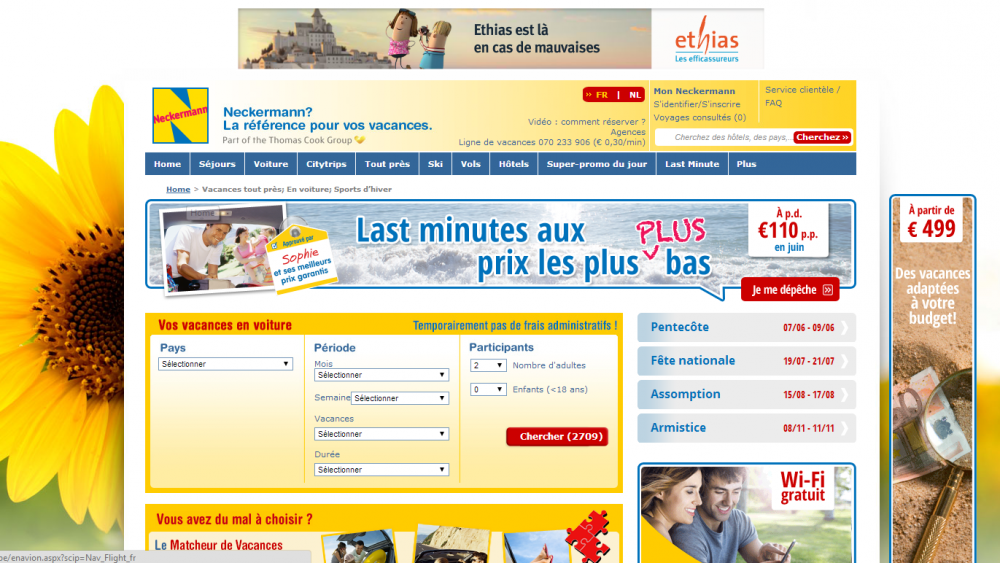 Ethias est là
en cas de mauvaises
ethias
Les efficassureurs
Neckermann
Neckermann?
La référence pour vos vacances.
Part of the Thomas Cook Group
» FR | NL
Vidéo : comment réserver ?
Agences
Ligne de vacances 070 233 906 (€ 0,30/min)
Mon Neckermann
S'identifier/S'inscrire
Voyages consultés (0)
Service clientèle /
FAQ
Cherchez des hôtels, des pays, Cherchez »
Home Séjours Voiture Citytrips Tout près Ski Vols Hôtels Super-promo du jour Last Minute Plus
Home > Vacances tout près; En voiture; Sports d'hiver
Home
Approuvé par
Sophie
et ses meilleurs
prix garantis
Last minutes aux
prix les plus PLUS bas
À p.d.
€110 p.p.
en juin
Je me dépêche »
À partir de
€ 499
Des vacances
adaptées
à votre
budget!
Vos vacances en voiture Temporairement pas de frais administratifs !
Pays
Sélectionner
Période
Mois
Sélectionner
Semaine Sélectionner
Vacances
Sélectionner
Durée
Sélectionner
Participants
2 Nombre d'adultes
0 Enfants (<18 ans)
Chercher (2709)
Pentecôte 07/06 - 09/06
Fête nationale 19/07 - 21/07
Assomption 15/08 - 17/08
Armistice 08/11 - 11/11
Wi-Fi
gratuit
Vous avez du mal à choisir ?
Le Matcheur de Vacances
be/enavion.aspx?scip=Nav_Flight_fr